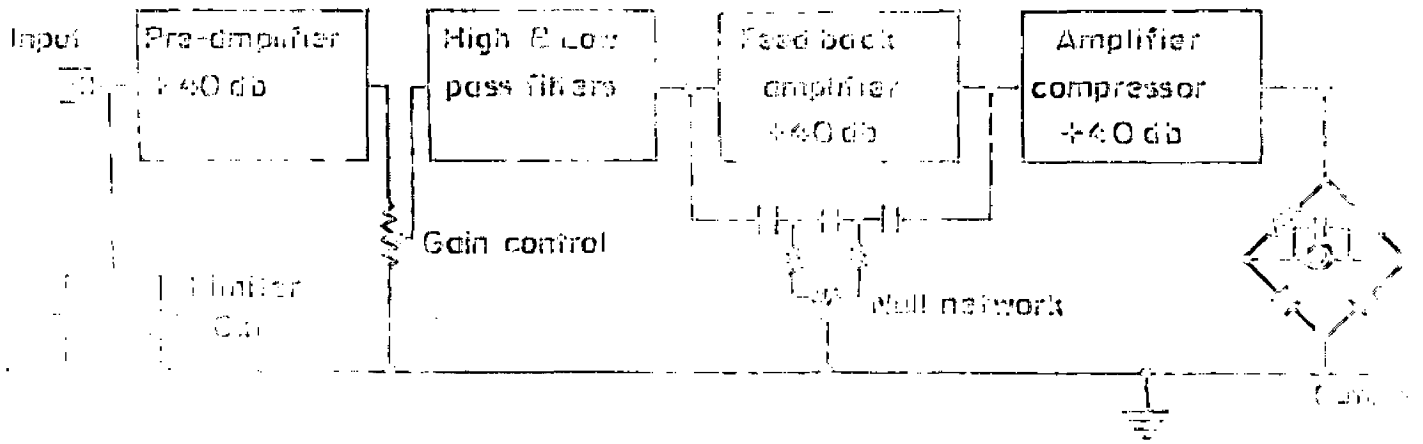 Input
Pre-amplifier
+40 db
High & Low
pass filters
Feed back
amplifier
+40 db
Amplifier
compressor
+40 db
Gain control
Limiter
Null network